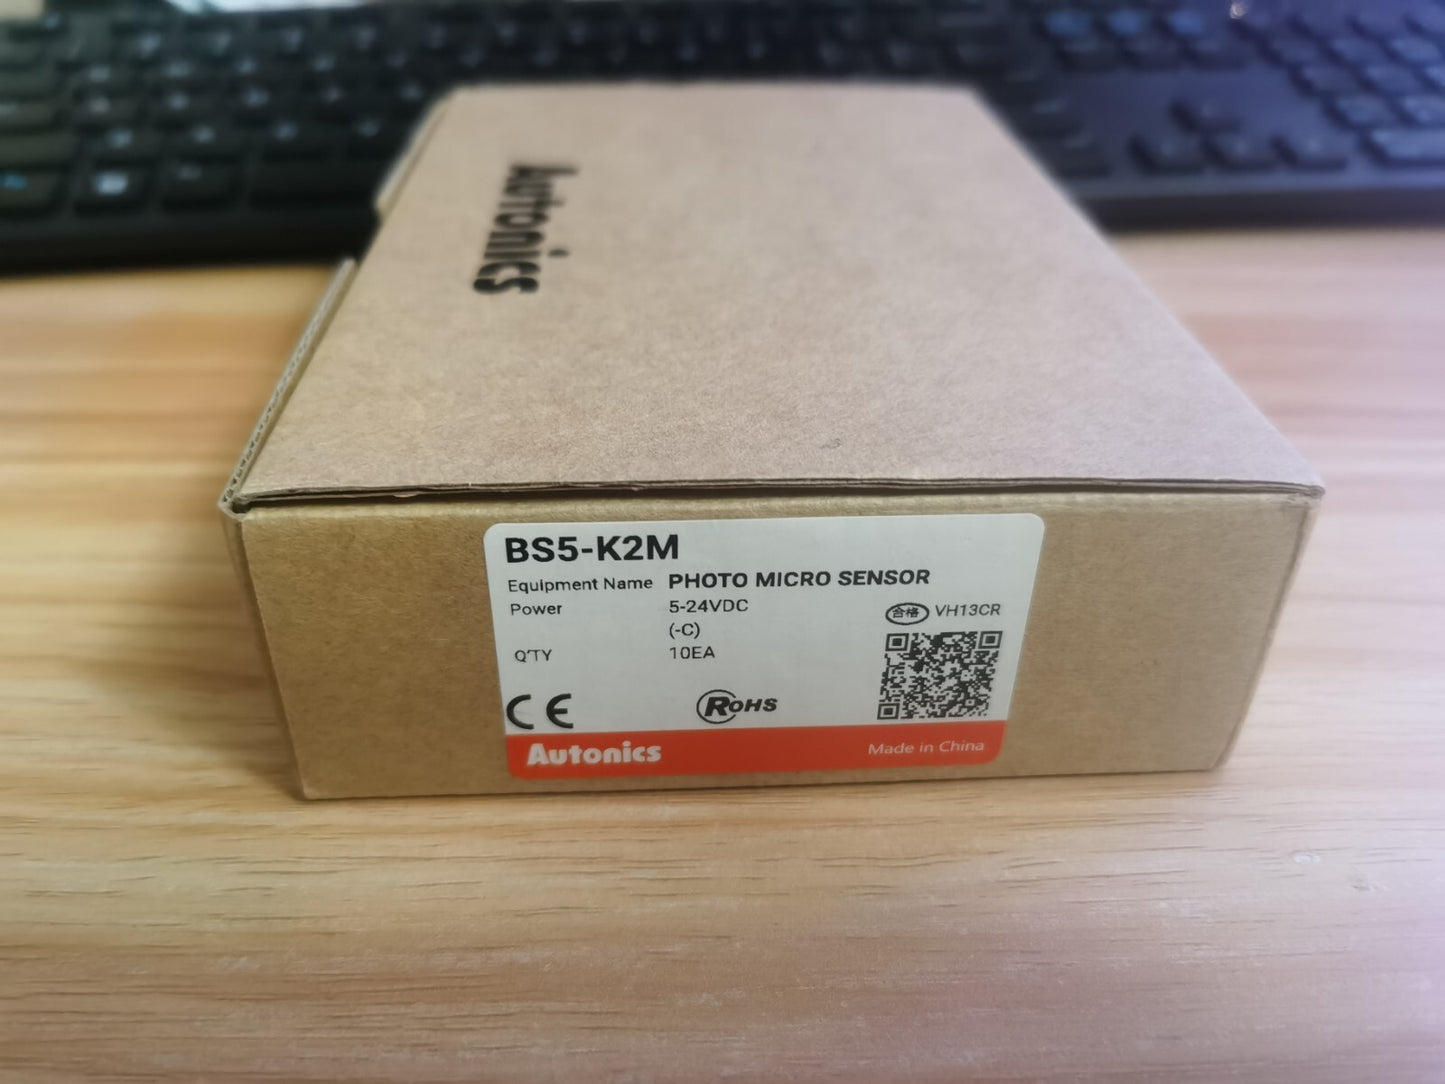 Autonics
BS5-K2M
Equipment Name PHOTO MICRO SENSOR
Power 5-24VDC
(-C)
合格 VH13CR
Q'TY 10EA
CE
RoHS
Autonics
Made in China